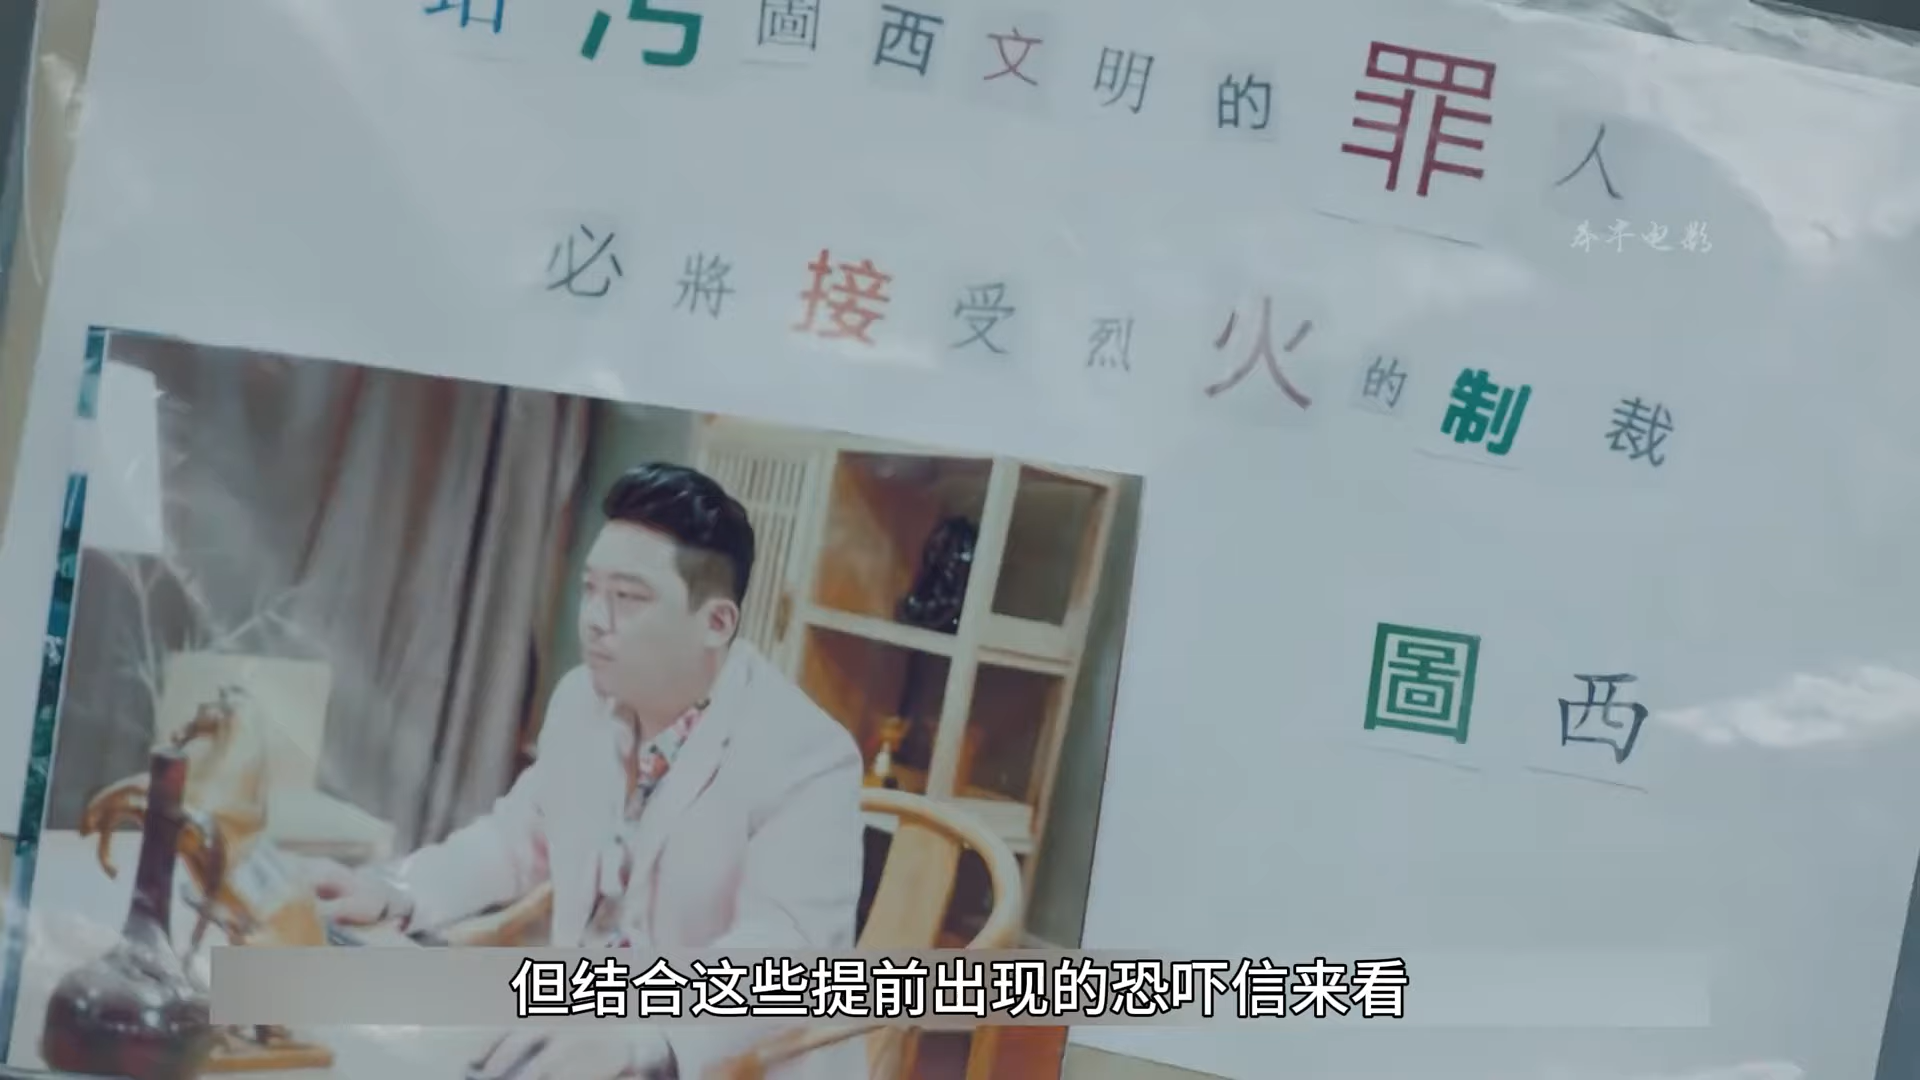 玷污圖西文明的罪人
必將接受烈火的制裁
圖西
但结合这些提前出现的恐吓信来看